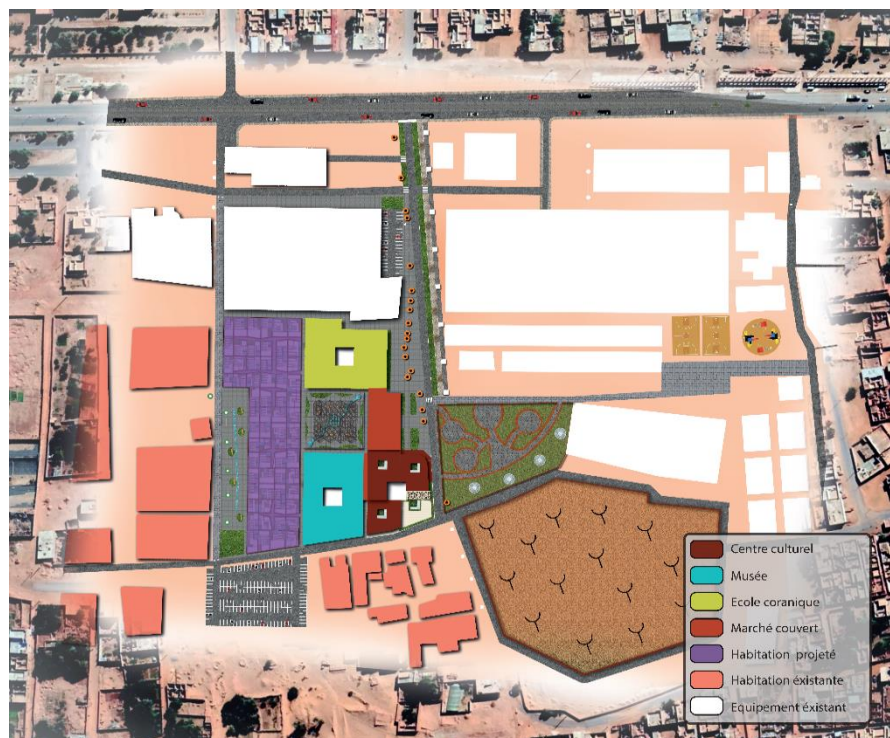 Centre culturel
Musée
Ecole coranique
Marché couvert
Habitation projeté
Habitation éxistante
Equipement éxistant